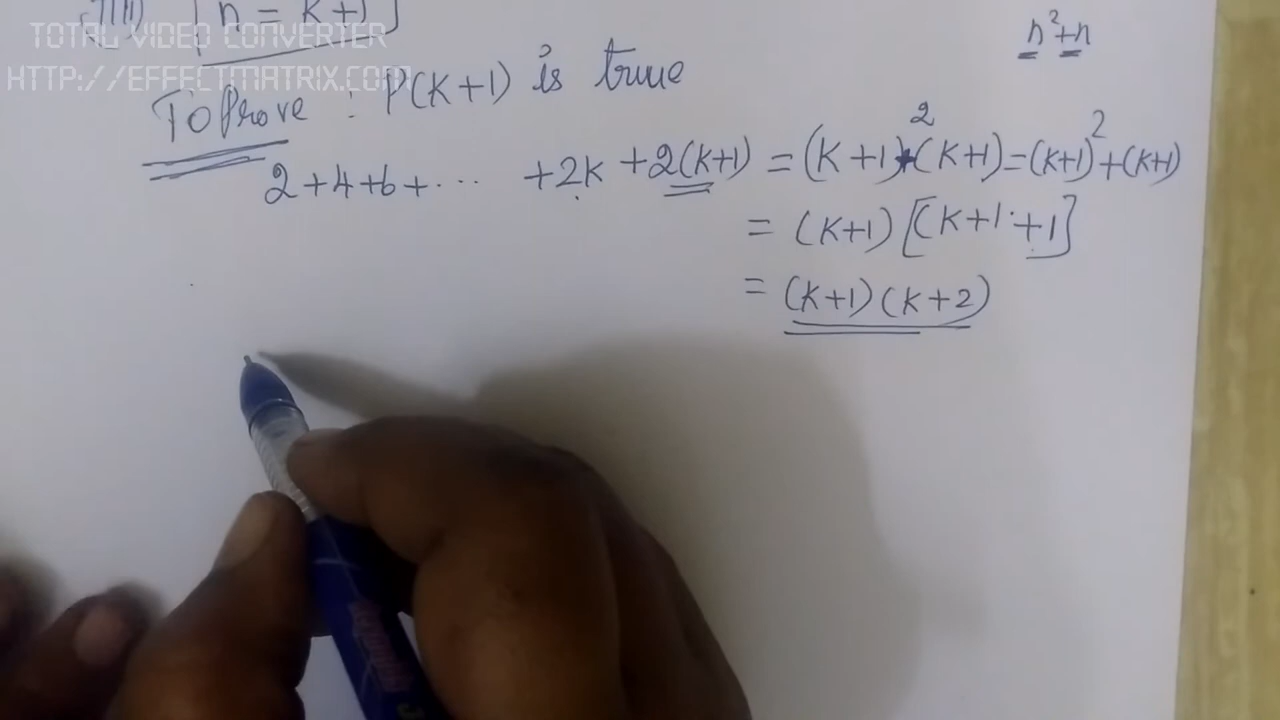 TOTAL VIDEO CONVERTER
HTTP://EFFECTMATRIX.COM
[n = K+1]
n²+n
To Prove : P(K+1) is true
2+4+6+... +2K +2(K+1) = (K+1)²+(K+1) = (K+1)²+(K+1)
= (K+1)[(K+1+1]
= (K+1)(K+2)